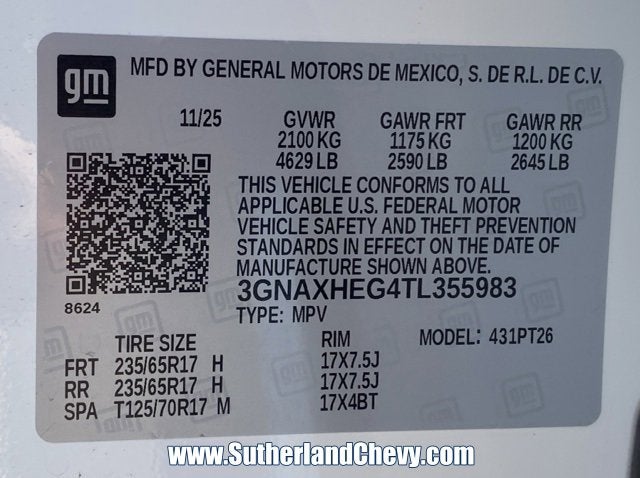 gm
MFD BY GENERAL MOTORS DE MEXICO, S. DE R.L. DE C.V.
11/25 GVWR GAWR FRT GAWR RR
2100 KG 1175 KG 1200 KG
4629 LB 2590 LB 2645 LB
THIS VEHICLE CONFORMS TO ALL
APPLICABLE U.S. FEDERAL MOTOR
VEHICLE SAFETY AND THEFT PREVENTION
STANDARDS IN EFFECT ON THE DATE OF
MANUFACTURE SHOWN ABOVE.
8624
3GNAXHEG4TL355983
TYPE: MPV
TIRE SIZE RIM MODEL: 431PT26
FRT 235/65R17 H 17X7.5J
RR 235/65R17 H 17X7.5J
SPA T125/70R17 M 17X4BT
www.SutherlandChevy.com